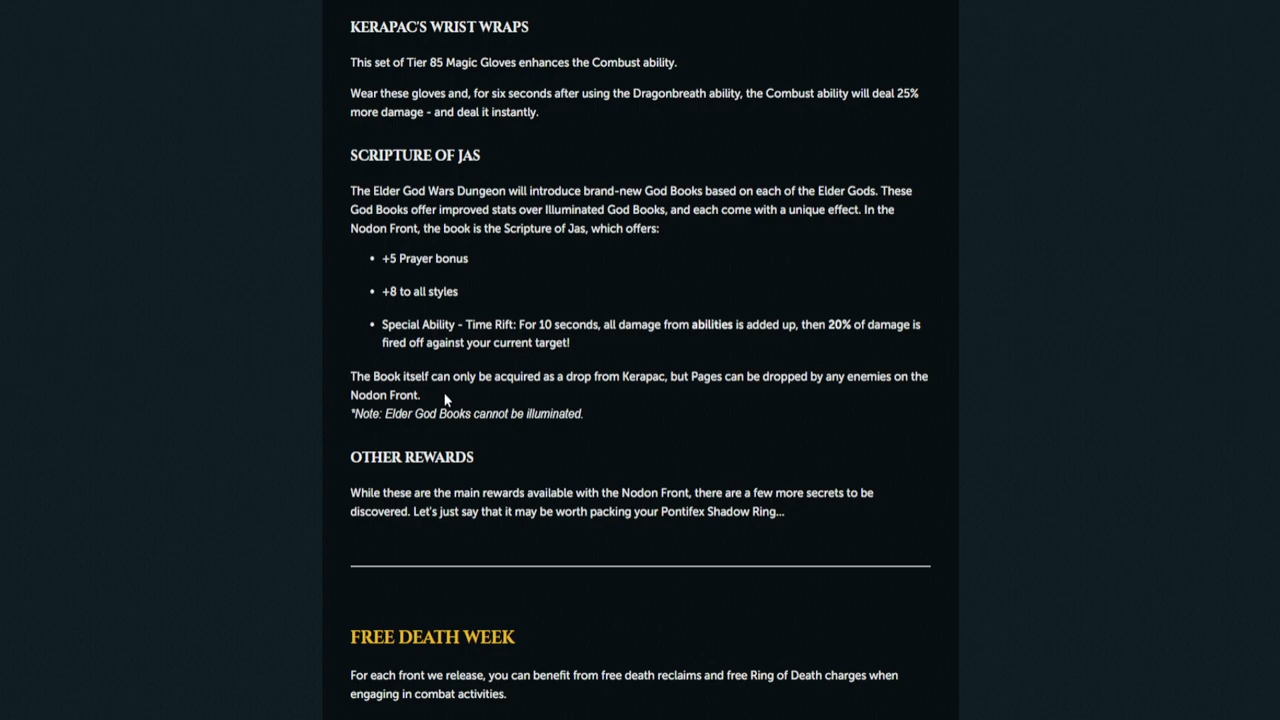 KERAPAC'S WRIST WRAPS
This set of Tier 85 Magic Gloves enhances the Combust ability.
Wear these gloves and, for six seconds after using the Dragonbreath ability, the Combust ability will deal 25%
more damage - and deal it instantly.
SCRIPTURE OF JAS
The Elder God Wars Dungeon will introduce brand-new God Books based on each of the Elder Gods. These
God Books offer improved stats over Illuminated God Books, and each come with a unique effect. In the
Nodon Front, the book is the Scripture of Jas, which offers:
• +5 Prayer bonus
• +8 to all styles
• Special Ability - Time Rift: For 10 seconds, all damage from abilities is added up, then 20% of damage is
fired off against your current target!
The Book itself can only be acquired as a drop from Kerapac, but Pages can be dropped by any enemies on the
Nodon Front.
*Note: Elder God Books cannot be illuminated.
OTHER REWARDS
While these are the main rewards available with the Nodon Front, there are a few more secrets to be
discovered. Let's just say that it may be worth packing your Pontifex Shadow Ring...
FREE DEATH WEEK
For each front we release, you can benefit from free death reclaims and free Ring of Death charges when
engaging in combat activities.